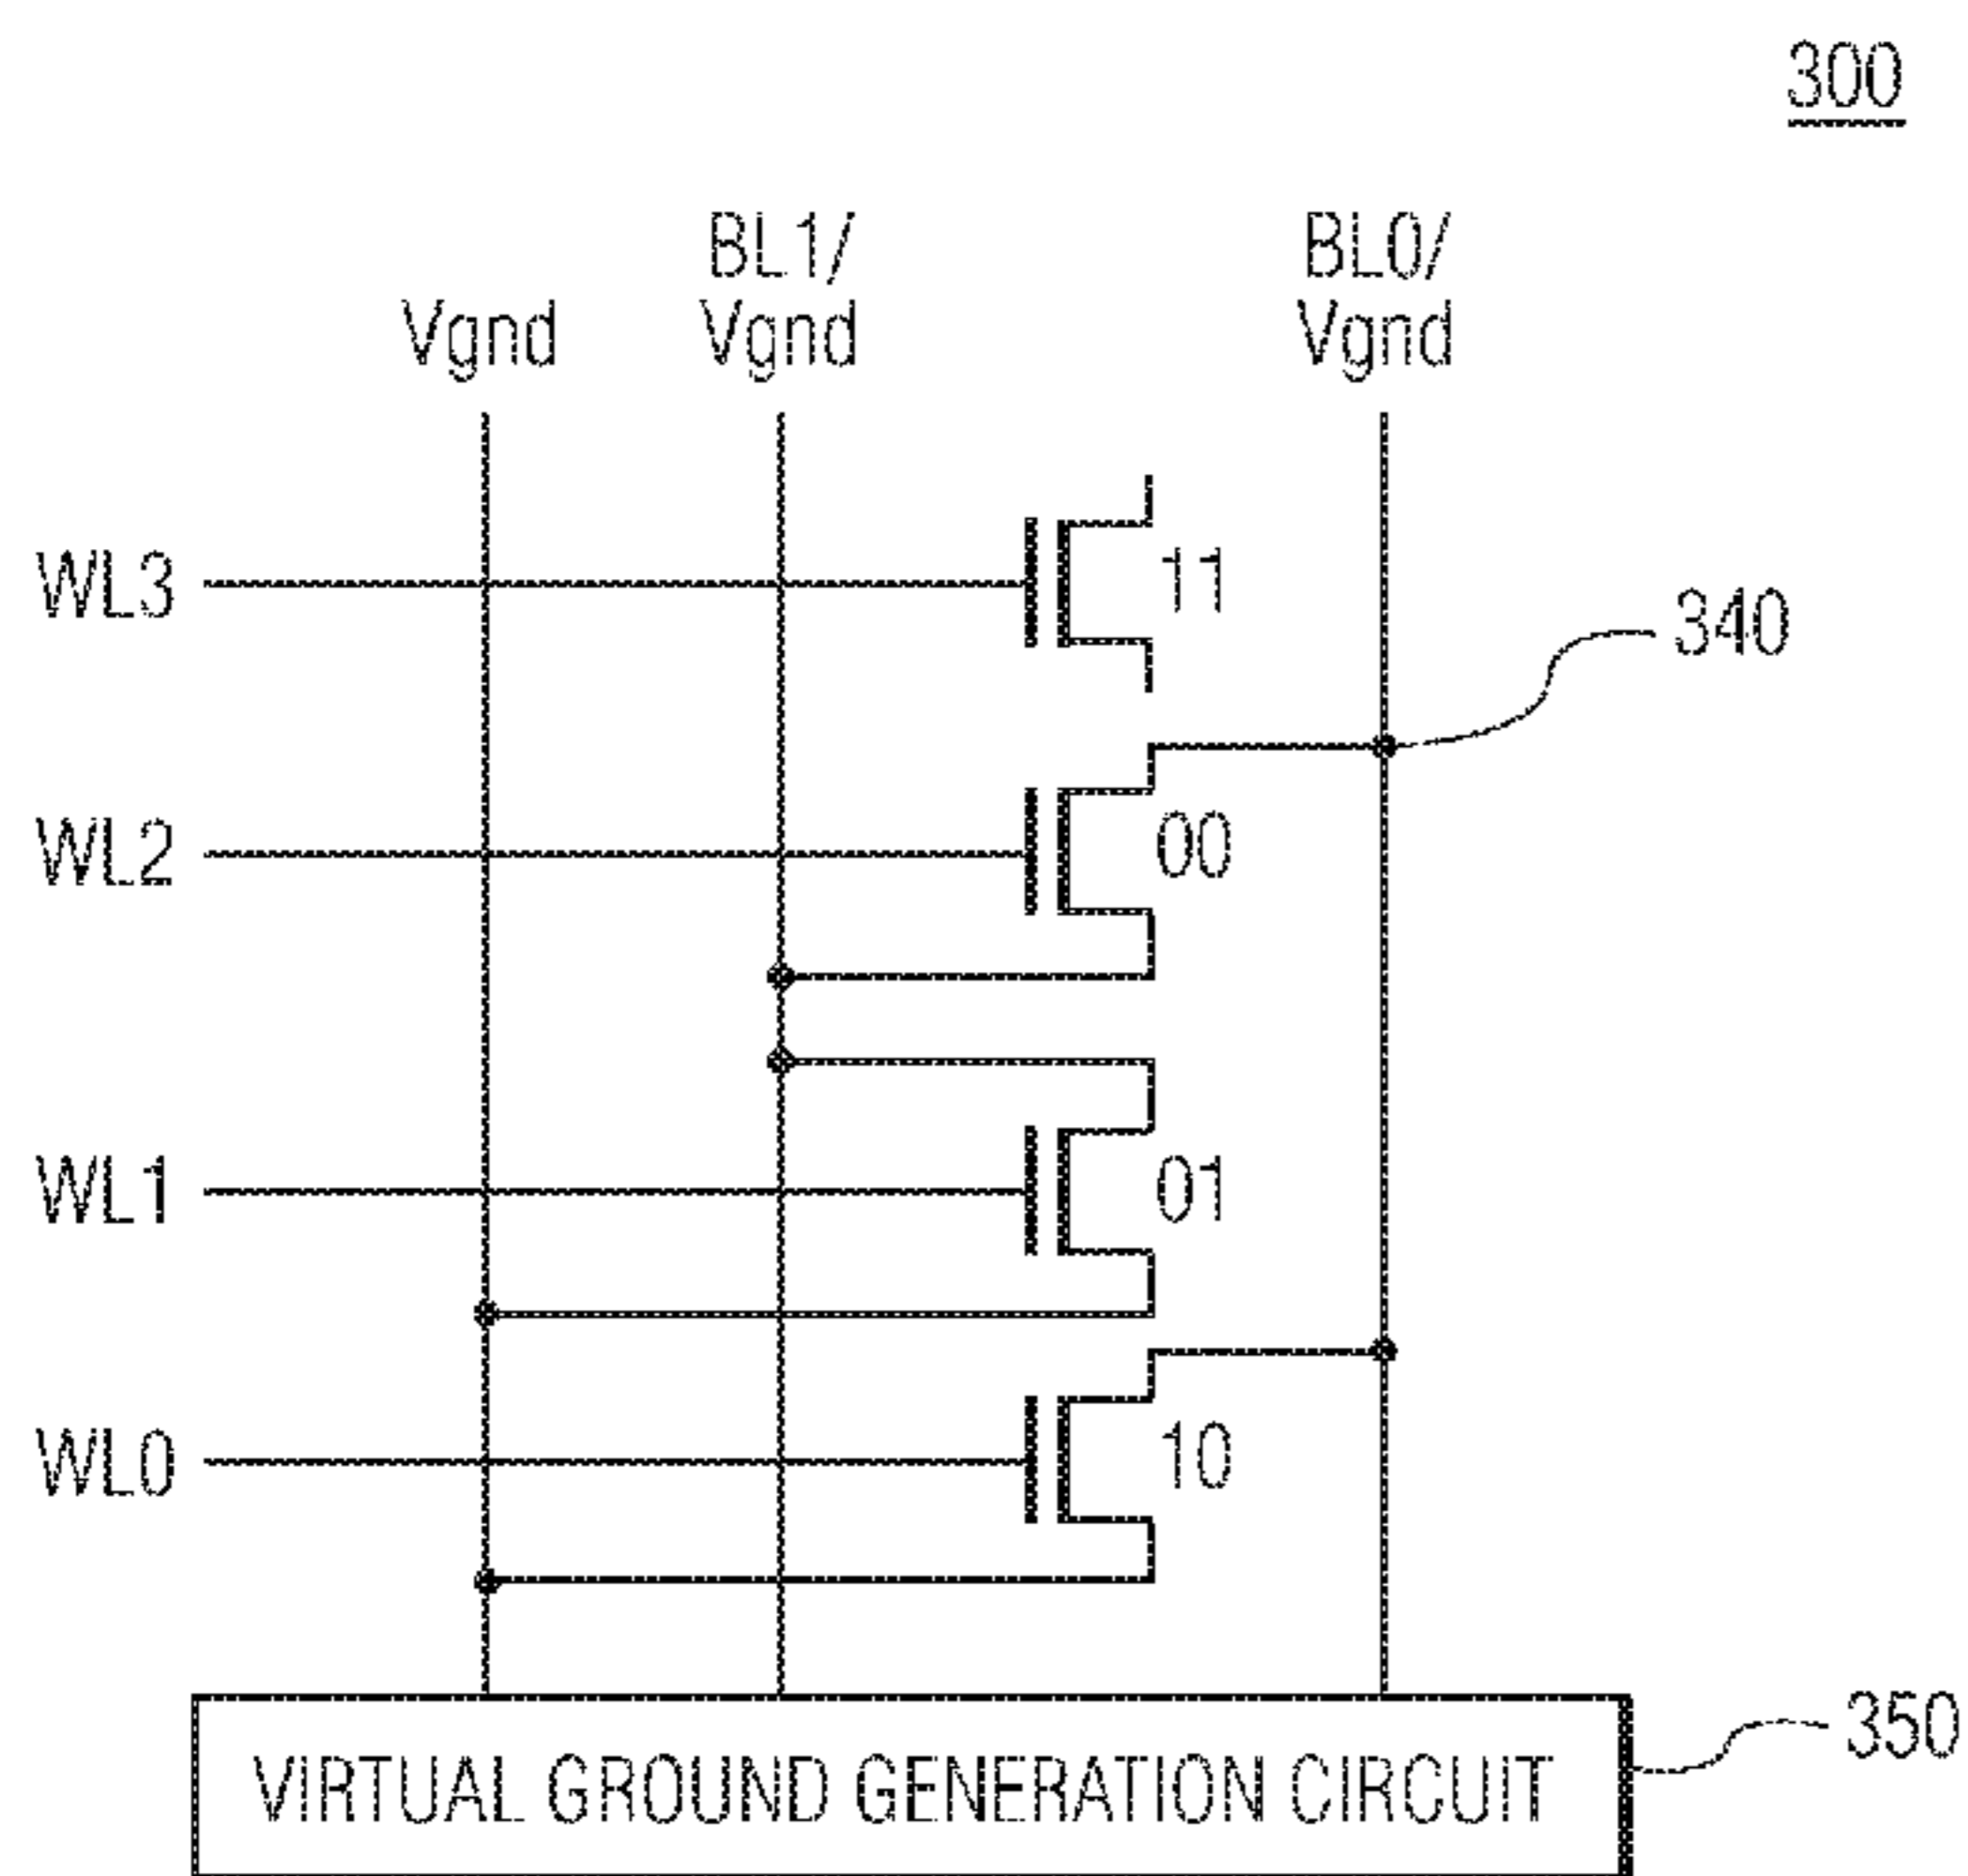 300
BL1/
BL0/
Vgnd
Vgnd
Vgnd
WL3
11
340
WL2
00
WL1
01
WL0
10
VIRTUAL GROUND GENERATION CIRCUIT
350